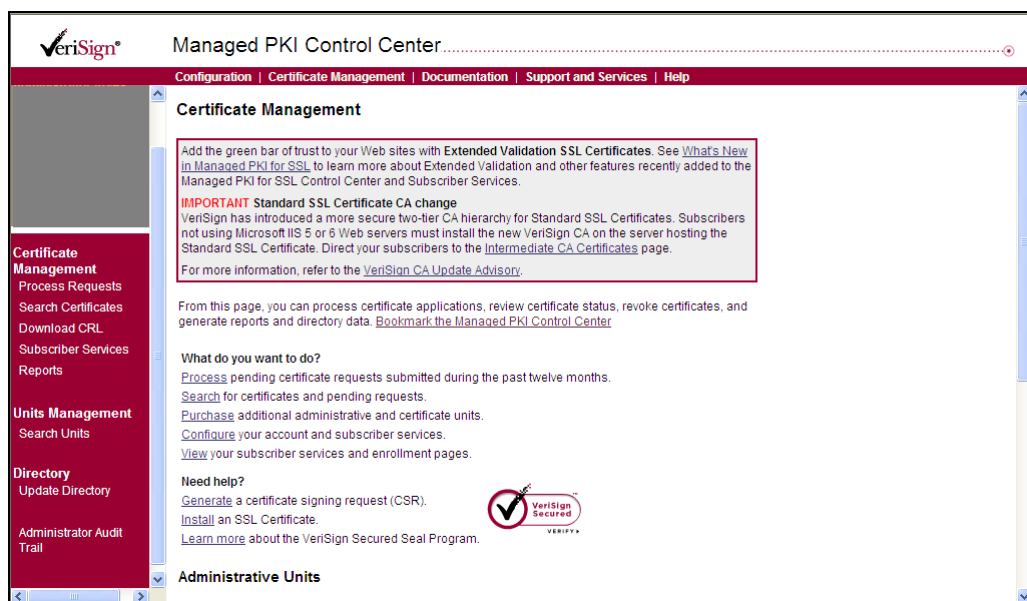 VeriSign®
Managed PKI Control Center
Configuration | Certificate Management | Documentation | Support and Services | Help
Certificate Management
Process Requests
Search Certificates
Download CRL
Subscriber Services
Reports
Units Management
Search Units
Directory
Update Directory
Administrator Audit
Trail
Certificate Management
Add the green bar of trust to your Web sites with Extended Validation SSL Certificates. See What's New
in Managed PKI for SSL to learn more about Extended Validation and other features recently added to the
Managed PKI for SSL Control Center and Subscriber Services.
IMPORTANT Standard SSL Certificate CA change
VeriSign has introduced a more secure two-tier CA hierarchy for Standard SSL Certificates. Subscribers
not using Microsoft IIS 5 or 6 Web servers must install the new VeriSign CA on the server hosting the
Standard SSL Certificate. Direct your subscribers to the Intermediate CA Certificates page.
For more information, refer to the VeriSign CA Update Advisory.
From this page, you can process certificate applications, review certificate status, revoke certificates, and
generate reports and directory data. Bookmark the Managed PKI Control Center
What do you want to do?
Process pending certificate requests submitted during the past twelve months.
Search for certificates and pending requests.
Purchase additional administrative and certificate units.
Configure your account and subscriber services.
View your subscriber services and enrollment pages.
Need help?
Generate a certificate signing request (CSR).
Install an SSL Certificate.
Learn more about the VeriSign Secured Seal Program.
VeriSign
Secured
VERIFY
Administrative Units